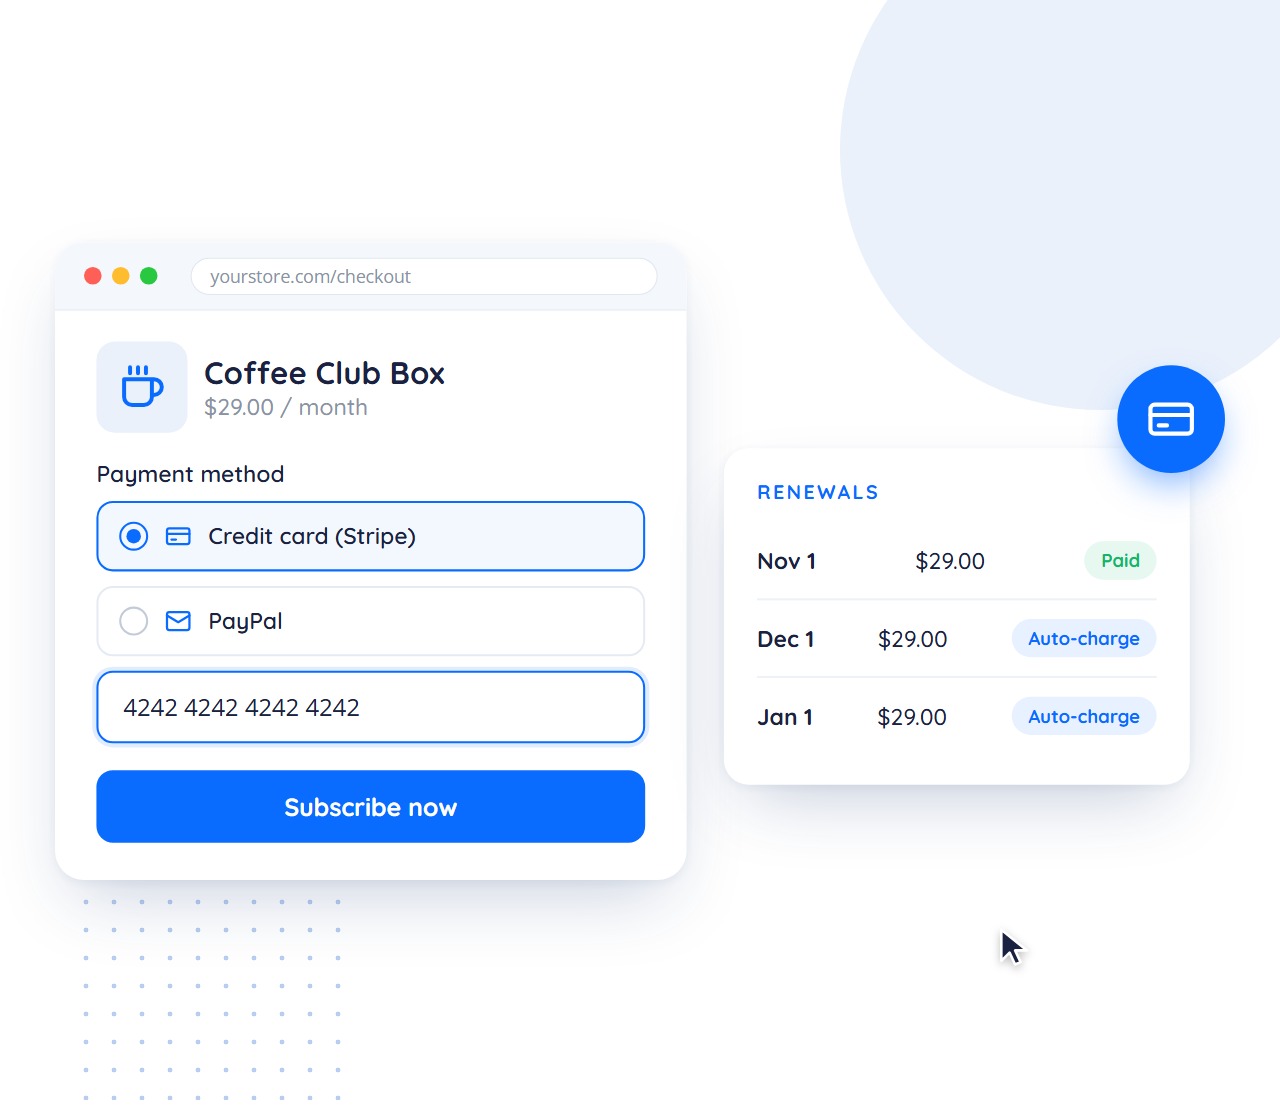 yourstore.com/checkout
Coffee Club Box
$29.00 / month
Payment method
Credit card (Stripe)
PayPal
4242 4242 4242 4242
Subscribe now
RENEWALS
Nov 1 $29.00 Paid
Dec 1 $29.00 Auto-charge
Jan 1 $29.00 Auto-charge